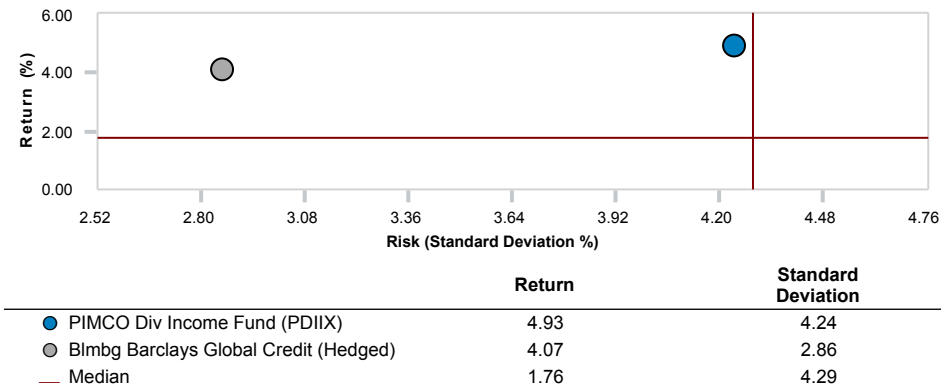 6.00
4.00
2.00
0.00
Return (%)
2.52 2.80 3.08 3.36 3.64 3.92 4.20 4.48 4.76
Risk (Standard Deviation %)
Return Standard Deviation
PIMCO Div Income Fund (PDIIX) 4.93 4.24
Blmbg Barclays Global Credit (Hedged) 4.07 2.86
Median 1.76 4.29